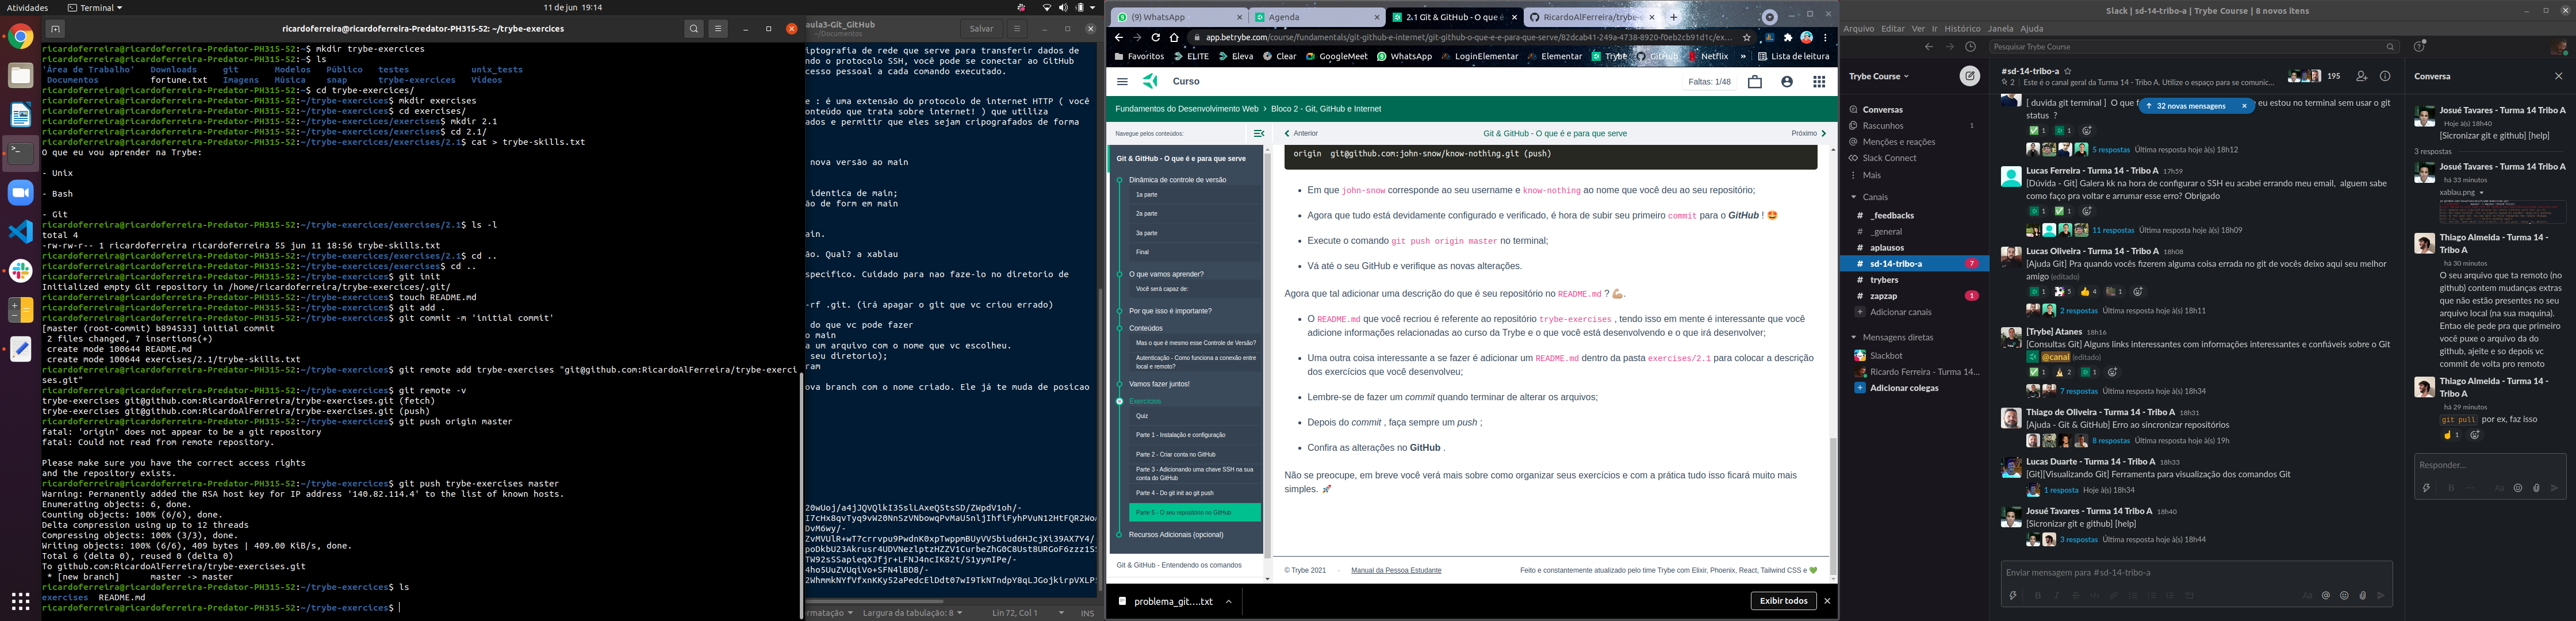 Atividades
Terminal
11 de jun 19:14
ricardoferreira@ricardoferreira-Predator-PH315-52: ~/trybe-exercices
ricardoferreira@ricardoferreira-Predator-PH315-52:~$ mkdir trybe-exercices
ricardoferreira@ricardoferreira-Predator-PH315-52:~$ ls
'Área de Trabalho' Downloads git Modelos Público testes unix_tests
Documentos fortune.txt Imagens Música snap trybe-exercices Vídeos
ricardoferreira@ricardoferreira-Predator-PH315-52:~$ cd trybe-exercices/
ricardoferreira@ricardoferreira-Predator-PH315-52:~/trybe-exercices$ mkdir exercises
ricardoferreira@ricardoferreira-Predator-PH315-52:~/trybe-exercices$ cd exercises/
ricardoferreira@ricardoferreira-Predator-PH315-52:~/trybe-exercices/exercises$ mkdir 2.1
ricardoferreira@ricardoferreira-Predator-PH315-52:~/trybe-exercices/exercises$ cd 2.1/
ricardoferreira@ricardoferreira-Predator-PH315-52:~/trybe-exercices/exercises/2.1$ cat > trybe-skills.txt
O que eu vou aprender na Trybe:
- Unix
- Bash
- Git
ricardoferreira@ricardoferreira-Predator-PH315-52:~/trybe-exercices/exercises/2.1$ ls -l
total 4
-rw-rw-r-- 1 ricardoferreira ricardoferreira 55 jun 11 18:56 trybe-skills.txt
ricardoferreira@ricardoferreira-Predator-PH315-52:~/trybe-exercices/exercises/2.1$ cd ..
ricardoferreira@ricardoferreira-Predator-PH315-52:~/trybe-exercices/exercises$ cd ..
ricardoferreira@ricardoferreira-Predator-PH315-52:~/trybe-exercices$ git init
Initialized empty Git repository in /home/ricardoferreira/trybe-exercices/.git/
ricardoferreira@ricardoferreira-Predator-PH315-52:~/trybe-exercices$ touch README.md
ricardoferreira@ricardoferreira-Predator-PH315-52:~/trybe-exercices$ git add .
ricardoferreira@ricardoferreira-Predator-PH315-52:~/trybe-exercices$ git commit -m 'initial commit'
[master (root-commit) b894533] initial commit
2 files changed, 7 insertions(+)
create mode 100644 README.md
create mode 100644 exercises/2.1/trybe-skills.txt
ricardoferreira@ricardoferreira-Predator-PH315-52:~/trybe-exercices$ git remote add trybe-exercices "git@github.com:RicardoAlFerreira/trybe-exerci
ses.git"
ricardoferreira@ricardoferreira-Predator-PH315-52:~/trybe-exercices$ git remote -v
trybe-exercices git@github.com:RicardoAlFerreira/trybe-exercises.git (fetch)
trybe-exercices git@github.com:RicardoAlFerreira/trybe-exercises.git (push)
ricardoferreira@ricardoferreira-Predator-PH315-52:~/trybe-exercices$ git push origin master
fatal: 'origin' does not appear to be a git repository
fatal: Could not read from remote repository.
Please make sure you have the correct access rights
and the repository exists.
ricardoferreira@ricardoferreira-Predator-PH315-52:~/trybe-exercices$ git push trybe-exercices master
Warning: Permanently added the RSA host key for IP address '140.82.114.4' to the list of known hosts.
Enumerating objects: 6, done.
Counting objects: 100% (6/6), done.
Delta compression using up to 12 threads
Compressing objects: 100% (3/3), done.
Writing objects: 100% (6/6), 409 bytes | 409.00 KiB/s, done.
Total 6 (delta 0), reused 0 (delta 0)
To github.com:RicardoAlFerreira/trybe-exercises.git
* [new branch] master -> master
ricardoferreira@ricardoferreira-Predator-PH315-52:~/trybe-exercices$ ls
exercises README.md
ricardoferreira@ricardoferreira-Predator-PH315-52:~/trybe-exercices$
aula3-Git_GitHub
~/Documentos
Salvar
iptografia de rede que serve para transferir dados de
ndo o protocolo SSH, você pode se conectar ao GitHub
cesso pessoal a cada comando executado.
e : é uma extensão do protocolo de internet HTTP ( você
onteúdo que trata sobre internet! ) que utiliza
ados e permitir que eles sejam cripografados de forma
nova versão ao main
identica de main;
ão de form em main
ain.
ão. Qual? a xablau
specifico. Cuidado para nao faze-lo no diretorio de
-rf .git. (irá apagar o git que vc criou errado)
do que vc pode fazer
o main
a um arquivo com o nome que vc escolheu.
seu diretorio);
ram
ova branch com o nome criado. Ele já te muda de posicao
rmatação
Largura da tabulação: 8
Lin 72, Col 1
INS
(9) WhatsApp
Agenda
2.1 Git & GitHub - O que é
RicardoAlFerreira/trybe-e
app.betrybe.com/course/fundamentals/git-github-e-internet/git-github-o-que-e-e-para-que-serve/82dcab41-249a-4738-8920-f0eb2cb91d1c/ex...
Favoritos
ELITE
Eleva
Clear
GoogleMeet
WhatsApp
LoginElementar
Elementar
Trybe
GitHub
Netflix
»
Lista de leitura
Curso
Faltas: 1/48
Fundamentos do Desenvolvimento Web > Bloco 2 - Git, GitHub e Internet
Navegue pelos conteúdos:
Anterior
Git & GitHub - O que é e para que serve
Próximo
Git & GitHub - O que é e para que serve
Dinâmica de controle de versão
1a parte
2a parte
3a parte
Final
O que vamos aprender?
Você será capaz de:
Por que isso é importante?
Conteúdos
Mas o que é mesmo esse Controle de Versão?
Autenticação - Como funciona a conexão entre
local e remoto?
Vamos fazer juntos!
Exercícios
Quiz
Parte 1 - Instalação e configuração
Parte 2 - Criar conta no GitHub
Parte 3 - Adicionando uma chave SSH na sua
conta do GitHub
Parte 4 - Do git init ao git push
Parte 5 - O seu repositório no GitHub
Recursos Adicionais (opcional)
Git & GitHub - Entendendo os comandos
origin git@github.com:john-snow/know-nothing.git (push)
Em que john-snow corresponde ao seu username e know-nothing ao nome que você deu ao seu repositório;
Agora que tudo está devidamente configurado e verificado, é hora de subir seu primeiro commit para o GitHub ! 🤩
Execute o comando git push origin master no terminal;
Vá até o seu GitHub e verifique as novas alterações.
Agora que tal adicionar uma descrição do que é seu repositório no README.md ? 💪🏼.
O README.md que você recriou é referente ao repositório trybe-exercises , tendo isso em mente é interessante que você
adicione informações relacionadas ao curso da Trybe e o que você está desenvolvendo e o que irá desenvolver;
Uma outra coisa interessante a se fazer é adicionar um README.md dentro da pasta exercises/2.1 para colocar a descrição
dos exercícios que você desenvolveu;
Lembre-se de fazer um commit quando terminar de alterar os arquivos;
Depois do commit , faça sempre um push ;
Confira as alterações no GitHub .
Não se preocupe, em breve você verá mais sobre como organizar seus exercícios e com a prática tudo isso ficará muito mais
simples. 🚀
© Trybe 2021
Manual da Pessoa Estudante
Feito e constantemente atualizado pelo time Trybe com Elixir, Phoenix, React, Tailwind CSS e 💚
problema_git....txt
Exibir todos
Slack | sd-14-tribo-a | Trybe Course | 8 novos itens
Arquivo Editar Ver Ir Histórico Janela Ajuda
Pesquisar Trybe Course
Trybe Course
Conversas
Rascunhos 1
Menções e reações
Slack Connect
Mais
Canais
# _feedbacks
# _general
# aplausos
# sd-14-tribo-a 7
# trybers
# zapzap 1
Adicionar canais
Mensagens diretas
Slackbot
Ricardo Ferreira - Turma 14...
Adicionar colegas
#sd-14-tribo-a
2 | Este é o canal geral da Turma 14 - Tribo A. Utilize o espaço para se comunic...
195
32 novas mensagens
[ duvida git terminal ] O que f
eu estou no terminal sem usar o git
status ?
5 respostas Última resposta hoje à(s) 18h12
Lucas Ferreira - Turma 14 Tribo A 17h59
[Dúvida - Git] Galera kk na hora de configurar o SSH eu acabei errando meu email, alguem sabe
como faço pra voltar e arrumar esse erro? Obrigado
11 respostas Última resposta hoje à(s) 18h09
Lucas Oliveira - Turma 14 - Tribo A 18h08
[Ajuda Git] Pra quando vocês fizerem alguma coisa errada no git de vocês deixo aqui seu melhor
amigo (editado)
2 respostas Última resposta hoje à(s) 18h11
[Trybe] Atanes 18h16
[Consultas Git] Alguns links interessantes com informações interessantes e confiáveis sobre o Git
@canal (editado)
7 respostas Última resposta hoje à(s) 18h34
Thiago de Oliveira - Turma 14 - Tribo A 18h31
[Ajuda - Git & GitHub] Erro ao sincronizar repositórios
8 respostas Última resposta hoje à(s) 19h
Lucas Duarte - Turma 14 - Tribo A 18h33
[Git][Visualizando Git] Ferramenta para visualização dos comandos Git
1 resposta Hoje à(s) 18h34
Josué Tavares - Turma 14 Tribo A 18h40
[Sicronizar git e github] [help]
3 respostas Última resposta hoje à(s) 18h44
Enviar mensagem para #sd-14-tribo-a
Conversa
Josué Tavares - Turma 14 Tribo A
Hoje à(s) 18h40
[Sicronizar git e github] [help]
3 respostas
Josué Tavares - Turma 14 Tribo A
há 33 minutos
xablau.png
Thiago Almeida - Turma 14 -
Tribo A
há 30 minutos
O seu arquivo que ta remoto (no
github) contem mudanças extras
que não estão presentes no seu
arquivo local (na sua maquina).
Entao ele pede pra que primeiro
você puxe o arquivo da do
github, ajeite e so depois vc
commit de volta pro remoto
Thiago Almeida - Turma 14 -
Tribo A
há 29 minutos
git pull por ex, faz isso
Responder...